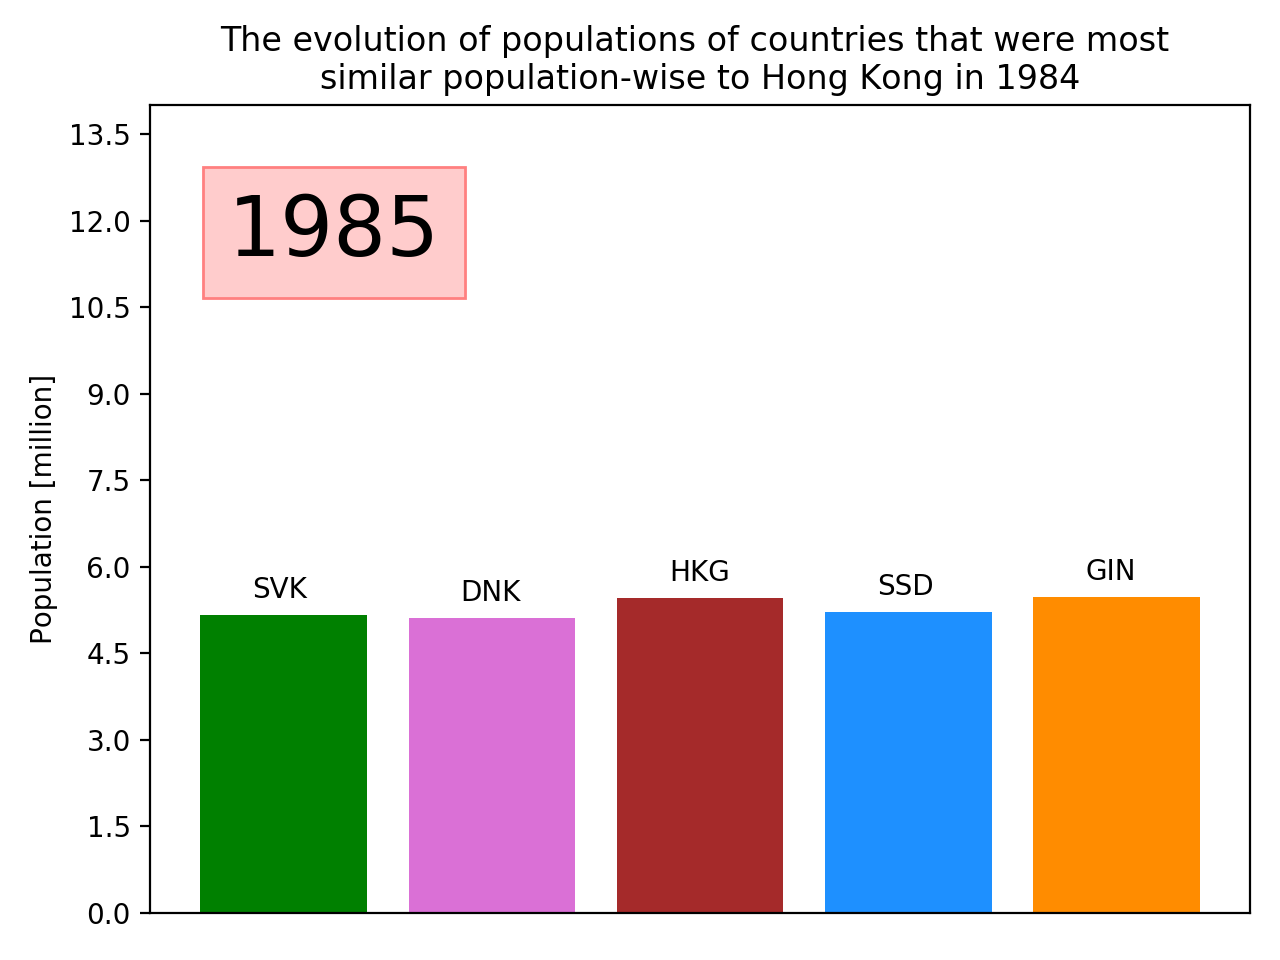 The evolution of populations of countries that were most
similar population-wise to Hong Kong in 1984
13.5
12.0
10.5
9.0
7.5
6.0
4.5
3.0
1.5
0.0
Population [million]
1985
SVK
DNK
HKG
SSD
GIN